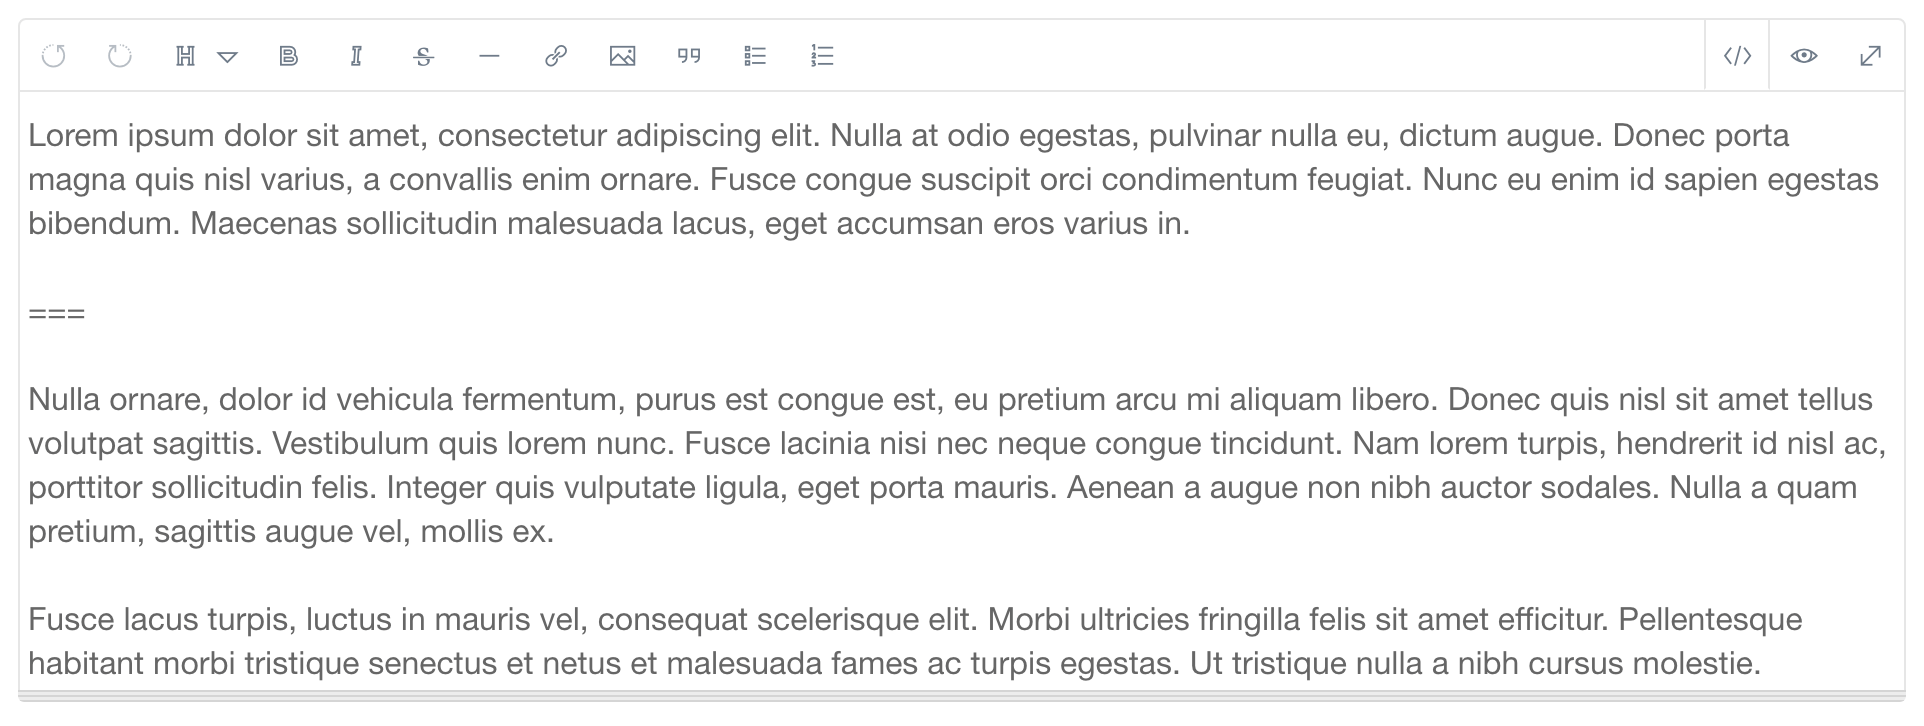 Lorem ipsum dolor sit amet, consectetur adipiscing elit. Nulla at odio egestas, pulvinar nulla eu, dictum augue. Donec porta
magna quis nisl varius, a convallis enim ornare. Fusce congue suscipit orci condimentum feugiat. Nunc eu enim id sapien egestas
bibendum. Maecenas sollicitudin malesuada lacus, eget accumsan eros varius in.
===
Nulla ornare, dolor id vehicula fermentum, purus est congue est, eu pretium arcu mi aliquam libero. Donec quis nisl sit amet tellus
volutpat sagittis. Vestibulum quis lorem nunc. Fusce lacinia nisi nec neque congue tincidunt. Nam lorem turpis, hendrerit id nisl ac,
porttitor sollicitudin felis. Integer quis vulputate ligula, eget porta mauris. Aenean a augue non nibh auctor sodales. Nulla a quam
pretium, sagittis augue vel, mollis ex.
Fusce lacus turpis, luctus in mauris vel, consequat scelerisque elit. Morbi ultricies fringilla felis sit amet efficitur. Pellentesque
habitant morbi tristique senectus et netus et malesuada fames ac turpis egestas. Ut tristique nulla a nibh cursus molestie.